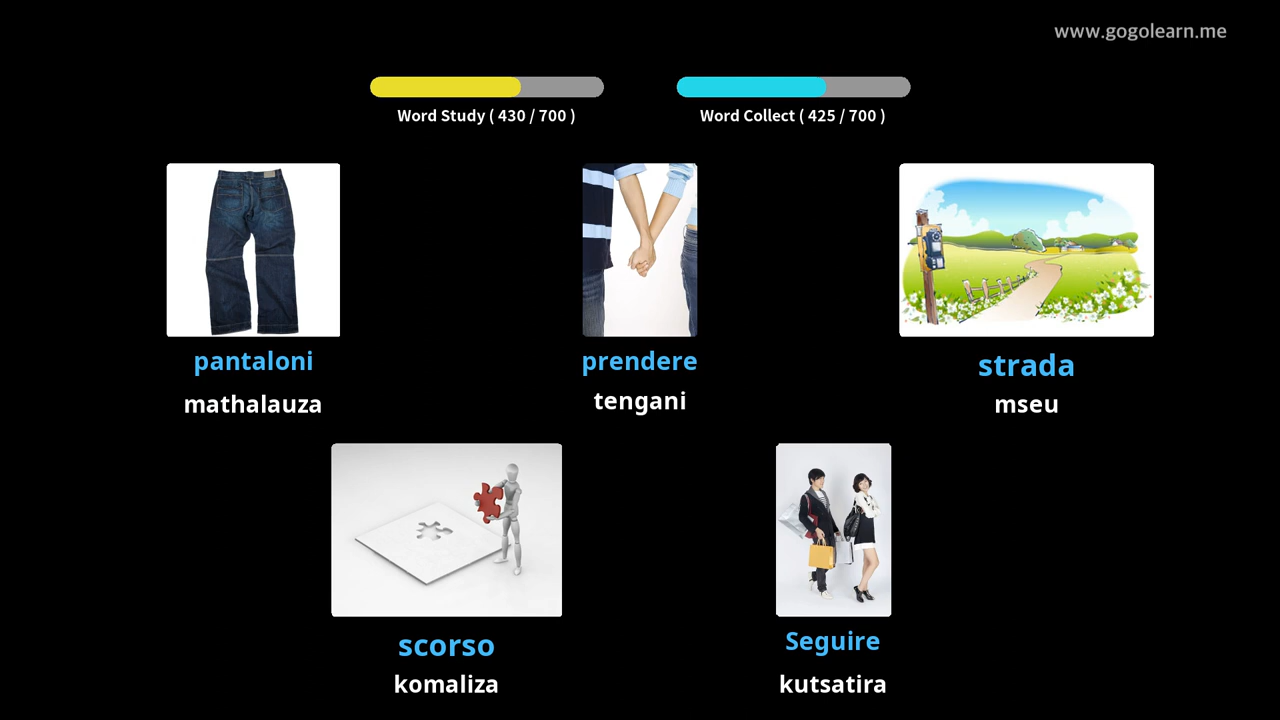 www.gogolearn.me
Word Study ( 430 / 700 )
Word Collect ( 425 / 700 )
pantaloni
mathalauza
prendere
tengani
strada
mseu
scorso
komaliza
Seguire
kutsatira